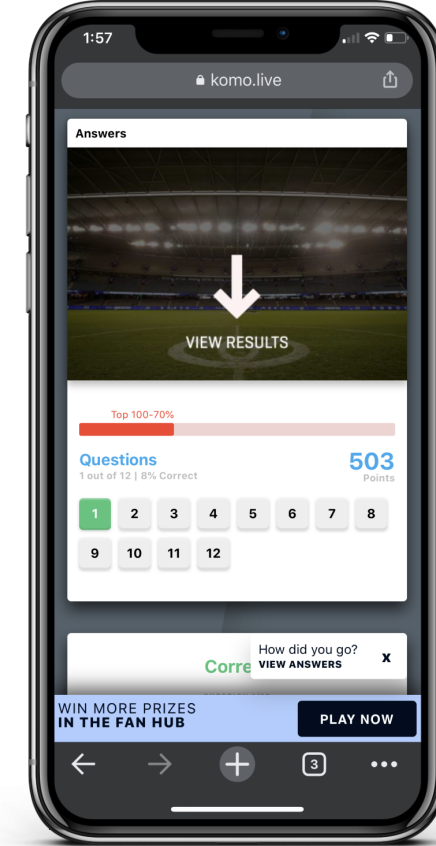 1:57
komo.live
Answers
VIEW RESULTS
Top 100-70%
Questions
503
1 out of 12 | 8% Correct
Points
1 2 3 4 5 6 7 8
9 10 11 12
How did you go?
VIEW ANSWERS
x
Corre
WIN MORE PRIZES
IN THE FAN HUB
PLAY NOW
3